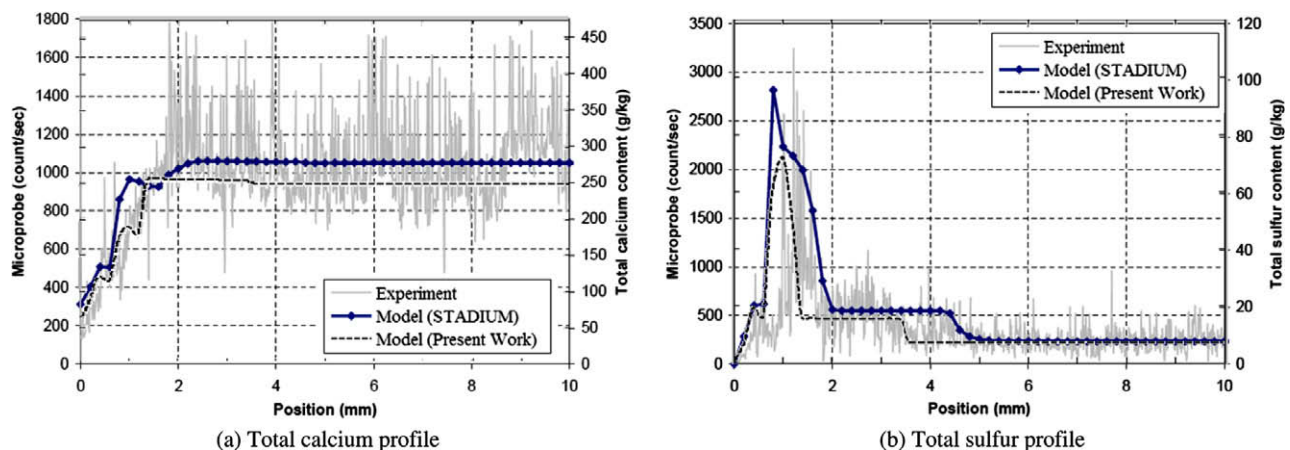 1800
1600
1400
1200
1000
800
600
400
200
0
Microprobe (count/sec)
450
400
350
300
250
200
150
100
50
0
Total calcium content (g/kg)
Experiment
Model (STADIUM)
Model (Present Work)
0 2 4 6 8 10
Position (mm)
(a) Total calcium profile
3500
3000
2500
2000
1500
1000
500
0
Microprobe (count/sec)
120
100
80
60
40
20
0
Total sulfur content (g/kg)
Experiment
Model (STADIUM)
Model (Present Work)
0 2 4 6 8 10
Position (mm)
(b) Total sulfur profile